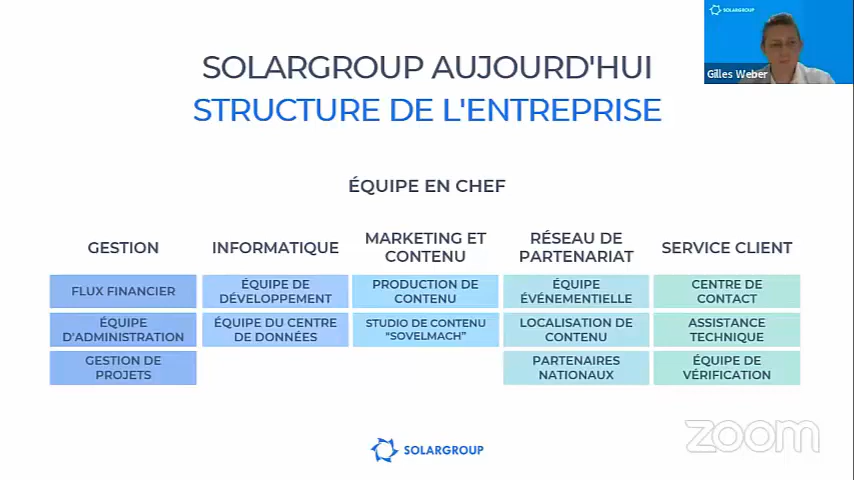 SOLARGROUP
Gilles Weber
SOLARGROUP AUJOURD'HUI
STRUCTURE DE L'ENTREPRISE
ÉQUIPE EN CHEF
GESTION
FLUX FINANCIER
ÉQUIPE
D'ADMINISTRATION
GESTION DE
PROJETS
INFORMATIQUE
ÉQUIPE DE
DÉVELOPPEMENT
ÉQUIPE DU CENTRE
DE DONNÉES
MARKETING ET
CONTENU
PRODUCTION DE
CONTENU
STUDIO DE CONTENU
“SOVELMACH”
RÉSEAU DE
PARTENARIAT
ÉQUIPE
ÉVÉNEMENTIELLE
LOCALISATION DE
CONTENU
PARTENAIRES
NATIONAUX
SERVICE CLIENT
CENTRE DE
CONTACT
ASSISTANCE
TECHNIQUE
ÉQUIPE DE
VÉRIFICATION
SOLARGROUP
zoom